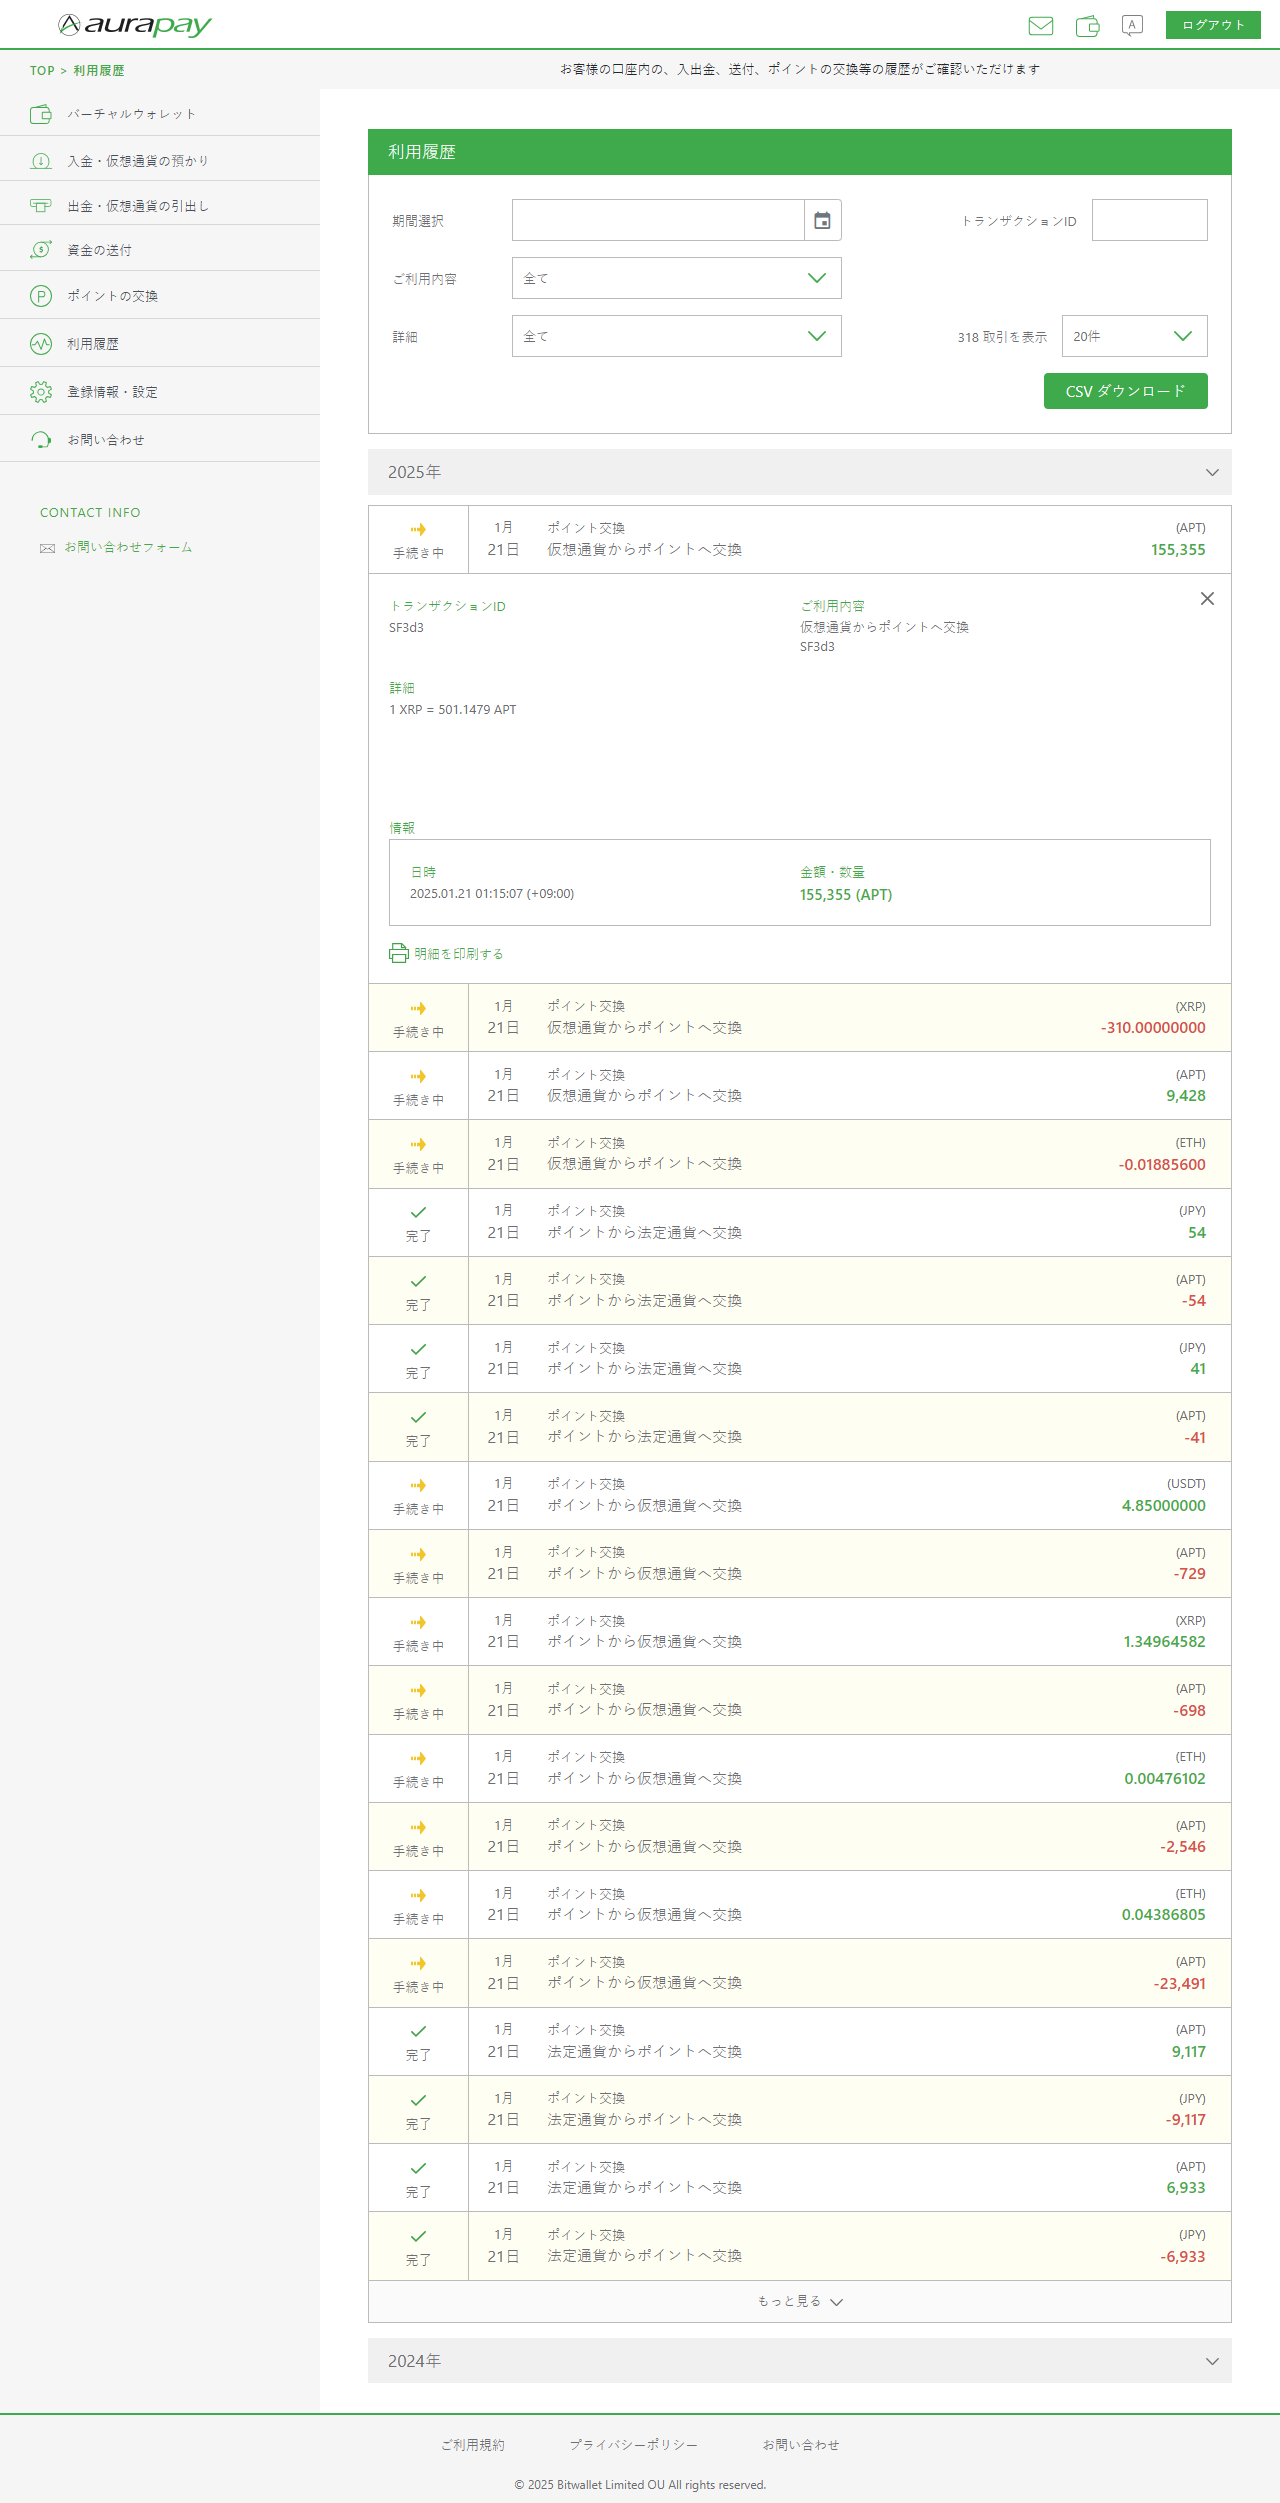 aurapay
A
ログアウト
TOP > 利用履歴
お客様の口座内の、入出金、送付、ポイントの交換等の履歴がご確認いただけます
バーチャルウォレット
入金・仮想通貨の預かり
出金・仮想通貨の引出し
資金の送付
ポイントの交換
利用履歴
登録情報・設定
お問い合わせ
CONTACT INFO
お問い合わせフォーム
利用履歴
期間選択
トランザクションID
ご利用内容
全て
詳細
全て
318 取引を表示
20件
CSV ダウンロード
2025年
手続き中
1月
21日
ポイント交換
仮想通貨からポイントへ交換
(APT)
155,355
トランザクションID
SF3d3
ご利用内容
仮想通貨からポイントへ交換
SF3d3
詳細
1 XRP = 501.1479 APT
情報
日時
2025.01.21 01:15:07 (+09:00)
金額・数量
155,355 (APT)
明細を印刷する
手続き中
1月
21日
ポイント交換
仮想通貨からポイントへ交換
(XRP)
-310.00000000
手続き中
1月
21日
ポイント交換
仮想通貨からポイントへ交換
(APT)
9,428
手続き中
1月
21日
ポイント交換
仮想通貨からポイントへ交換
(ETH)
-0.01885600
完了
1月
21日
ポイント交換
ポイントから法定通貨へ交換
(JPY)
54
完了
1月
21日
ポイント交換
ポイントから法定通貨へ交換
(APT)
-54
完了
1月
21日
ポイント交換
ポイントから法定通貨へ交換
(JPY)
41
完了
1月
21日
ポイント交換
ポイントから法定通貨へ交換
(APT)
-41
手続き中
1月
21日
ポイント交換
ポイントから仮想通貨へ交換
(USDT)
4.85000000
手続き中
1月
21日
ポイント交換
ポイントから仮想通貨へ交換
(APT)
-729
手続き中
1月
21日
ポイント交換
ポイントから仮想通貨へ交換
(XRP)
1.34964582
手続き中
1月
21日
ポイント交換
ポイントから仮想通貨へ交換
(APT)
-698
手続き中
1月
21日
ポイント交換
ポイントから仮想通貨へ交換
(ETH)
0.00476102
手続き中
1月
21日
ポイント交換
ポイントから仮想通貨へ交換
(APT)
-2,546
手続き中
1月
21日
ポイント交換
ポイントから仮想通貨へ交換
(ETH)
0.04386805
手続き中
1月
21日
ポイント交換
ポイントから仮想通貨へ交換
(APT)
-23,491
完了
1月
21日
ポイント交換
法定通貨からポイントへ交換
(APT)
9,117
完了
1月
21日
ポイント交換
法定通貨からポイントへ交換
(JPY)
-9,117
完了
1月
21日
ポイント交換
法定通貨からポイントへ交換
(APT)
6,933
完了
1月
21日
ポイント交換
法定通貨からポイントへ交換
(JPY)
-6,933
もっと見る
2024年
ご利用規約
プライバシーポリシー
お問い合わせ
© 2025 Bitwallet Limited OU All rights reserved.